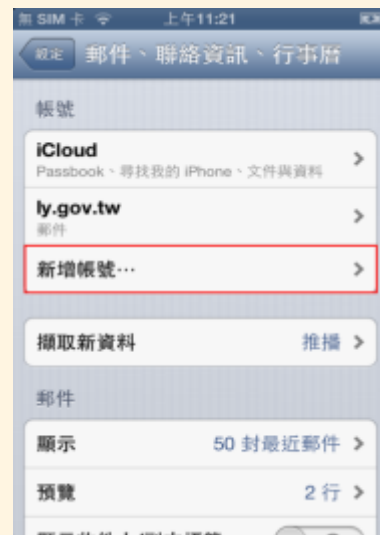 無 SIM 卡 上午11:21
設定 郵件、聯絡資訊、行事曆
帳號
iCloud
Passbook、尋找我的 iPhone、文件與資料
ly.gov.tw
郵件
新增帳號…
擷取新資料 推播
郵件
顯示 50 封最近郵件
預覽 2 行